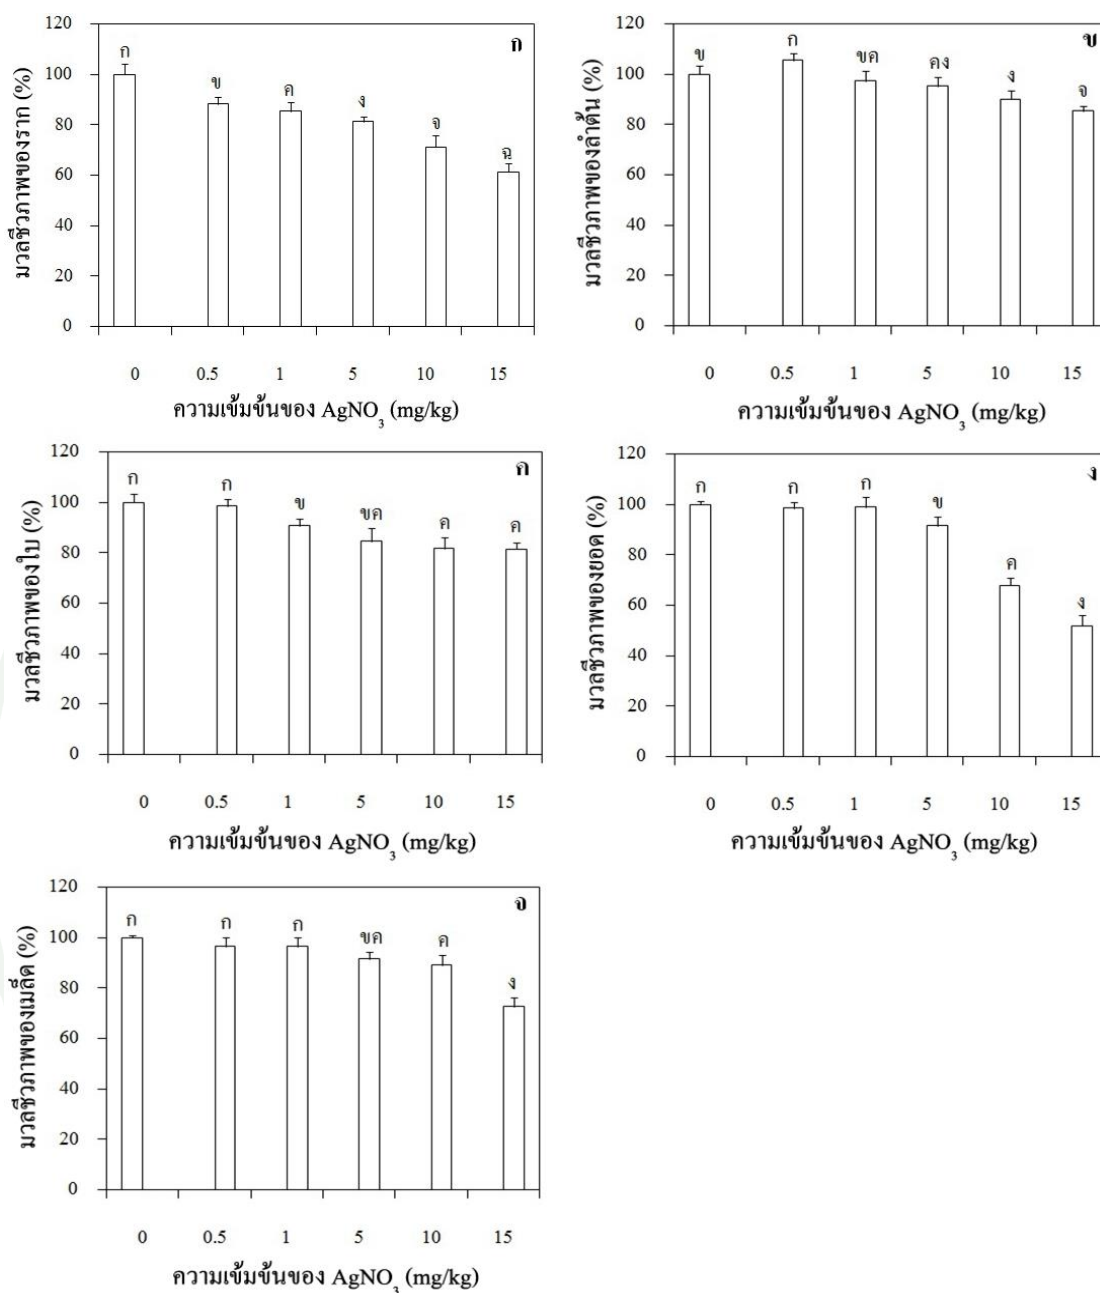 120
100
80
60
40
20
0
มวลชีวภาพของราก (%)
ก
ก
ข
ค
ง
จ
ฉ
0 0.5 1 5 10 15
ความเข้มข้นของ AgNO3 (mg/kg)
120
100
80
60
40
20
0
มวลชีวภาพของลำต้น (%)
ข
ข
ก
ขค
คง
ง
จ
0 0.5 1 5 10 15
ความเข้มข้นของ AgNO3 (mg/kg)
120
100
80
60
40
20
0
มวลชีวภาพของใบ (%)
ค
ก
ก
ข
ขค
ค
ค
0 0.5 1 5 10 15
ความเข้มข้นของ AgNO3 (mg/kg)
120
100
80
60
40
20
0
มวลชีวภาพของยอด (%)
ง
ก
ก
ก
ข
ค
ง
0 0.5 1 5 10 15
ความเข้มข้นของ AgNO3 (mg/kg)
120
100
80
60
40
20
0
มวลชีวภาพของเมล็ด (%)
จ
ก
ก
ก
ขค
ค
ง
0 0.5 1 5 10 15
ความเข้มข้นของ AgNO3 (mg/kg)